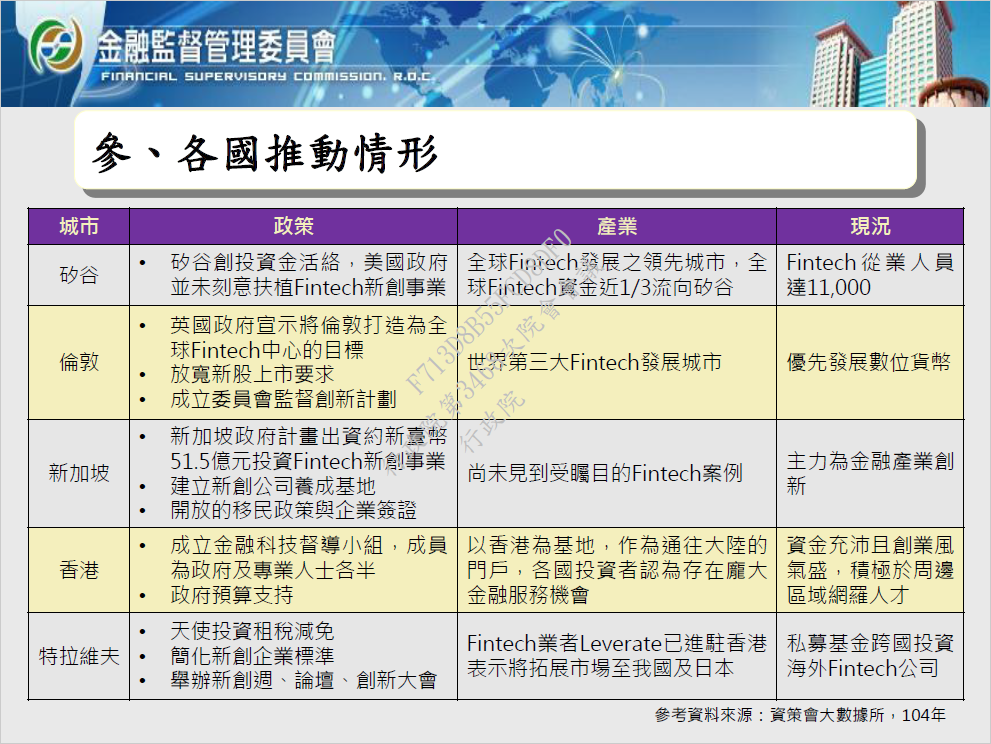 金融監督管理委員會
FINANCIAL SUPERVISORY COMMISSION, R.O.C.
參、各國推動情形
城市 政策 產業 現況
矽谷
• 矽谷創投資金活絡，美國政府
並未刻意扶植Fintech新創事業
全球Fintech發展之領先城市，全
球Fintech資金近1/3流向矽谷
Fintech從業人員
達11,000
倫敦
• 英國政府宣示將倫敦打造為全
球Fintech中心的目標
• 放寬新股上市要求
• 成立委員會監督創新計劃
世界第三大Fintech發展城市
優先發展數位貨幣
新加坡
• 新加坡政府計畫出資約新臺幣
51.5億元投資Fintech新創事業
• 建立新創公司養成基地
• 開放的移民政策與企業簽證
尚未見到受矚目的Fintech案例
主力為金融產業創
新
香港
• 成立金融科技督導小組，成員
為政府及專業人士各半
• 政府預算支持
以香港為基地，作為通往大陸的
門戶，各國投資者認為存在龐大
金融服務機會
資金充沛且創業風
氣盛，積極於周邊
區域網羅人才
特拉維夫
• 天使投資租稅減免
• 簡化新創企業標準
• 舉辦新創週、論壇、創新大會
Fintech業者Leverate已進駐香港
表示將拓展市場至我國及日本
私募基金跨國投資
海外Fintech公司
參考資料來源：資策會大數據所，104年
行政院